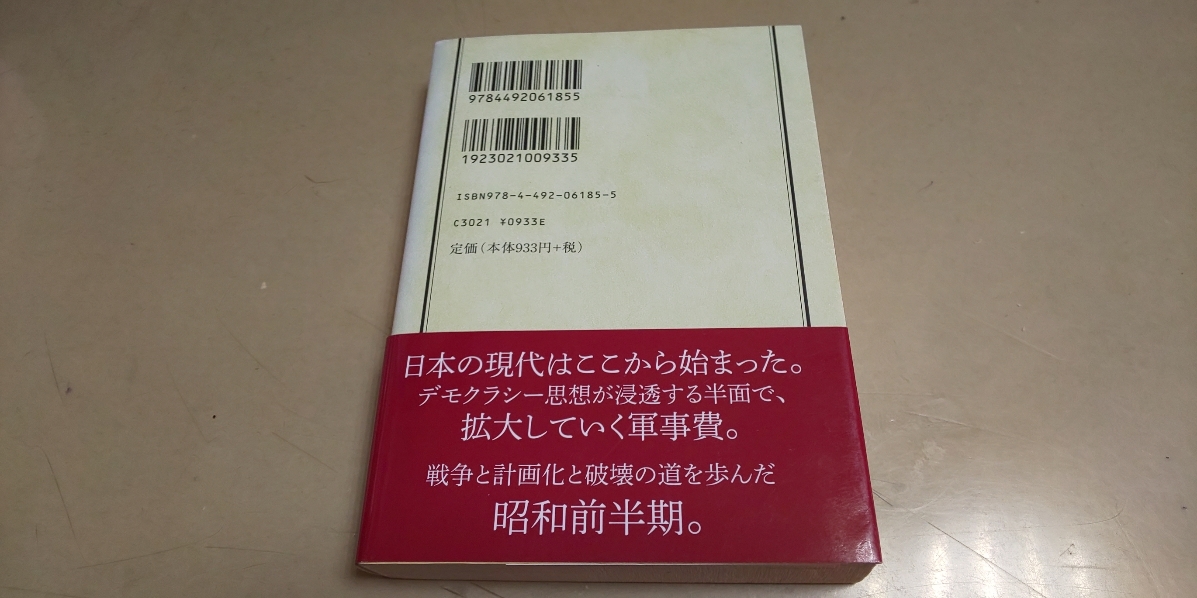 9784492061855
1923021009335
ISBN978-4-492-06185-5
C3021 ¥0933E
定価(本体933円+税)
日本の現代はここから始まった。
デモクラシー思想が浸透する半面で、
拡大していく軍事費。
戦争と計画化と破壊の道を歩んだ
昭和前半期。